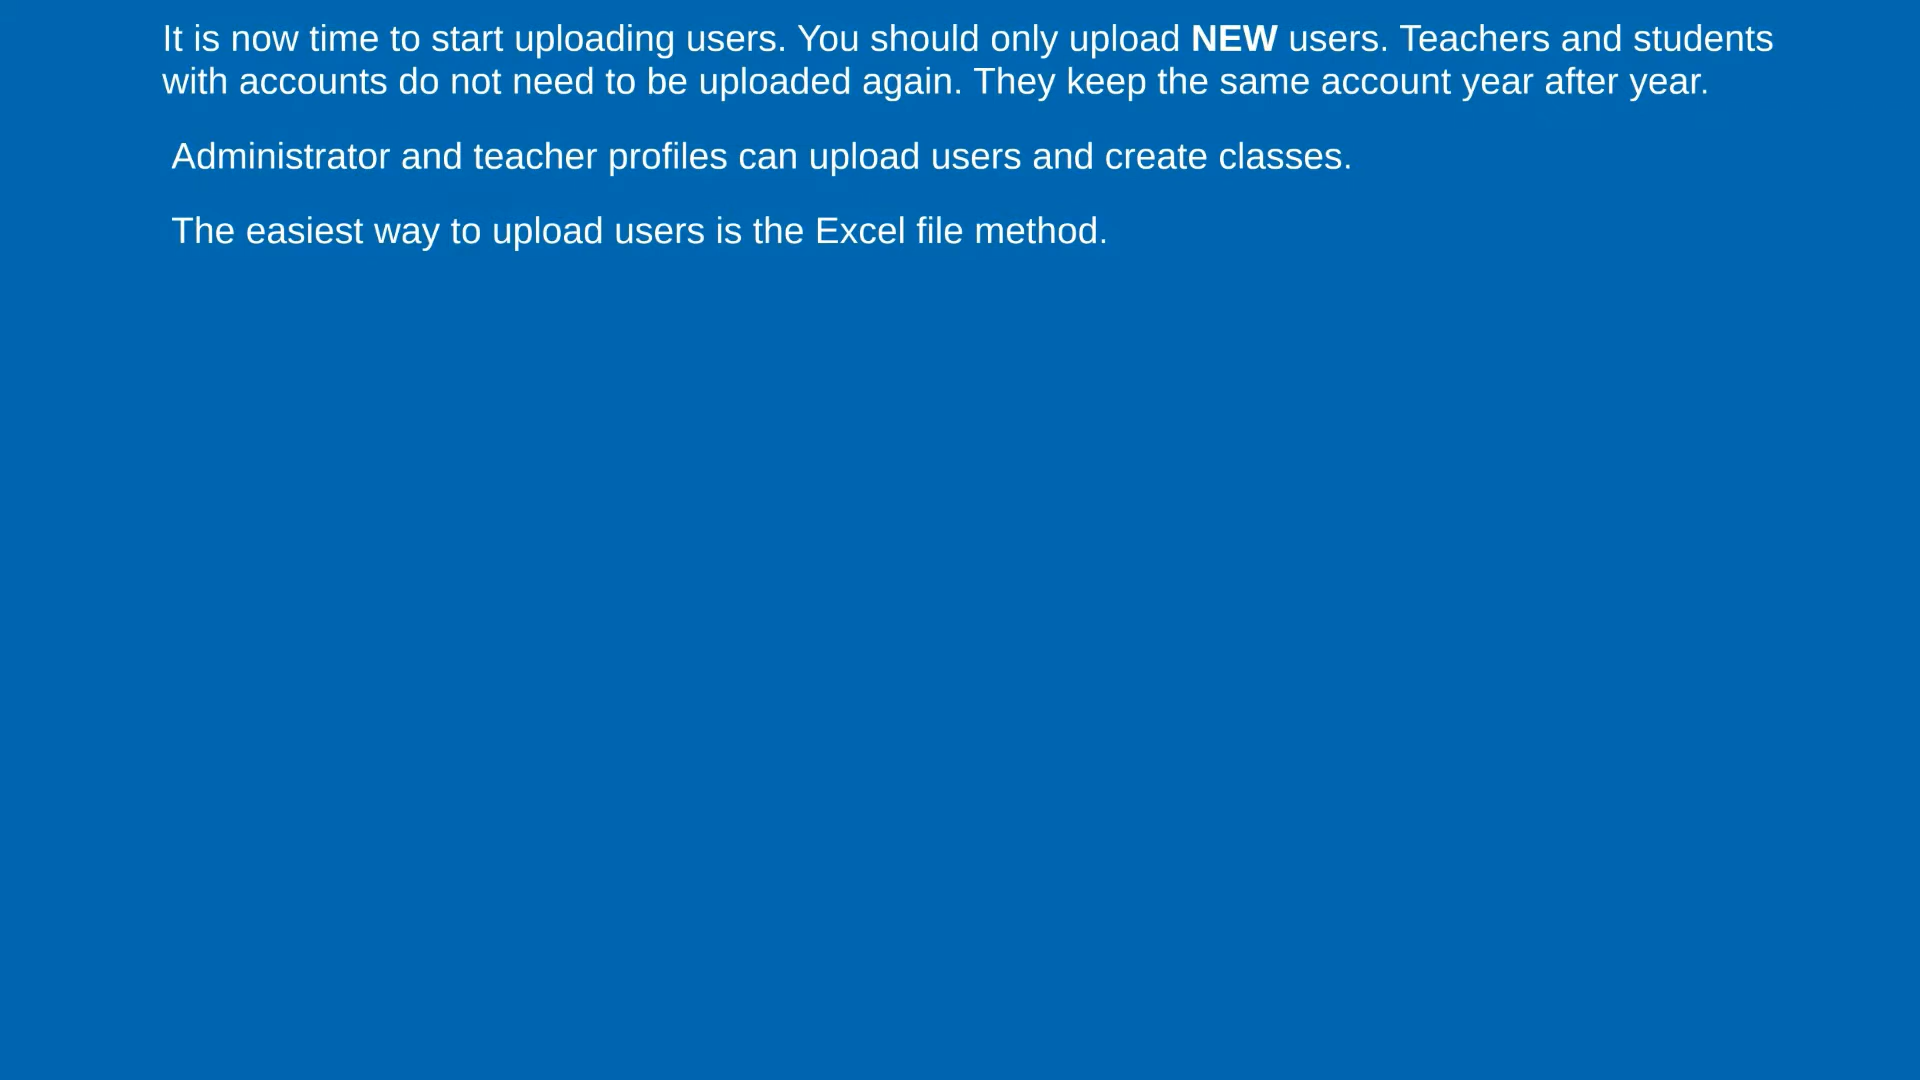 It is now time to start uploading users. You should only upload NEW users. Teachers and students
with accounts do not need to be uploaded again. They keep the same account year after year.
Administrator and teacher profiles can upload users and create classes.
The easiest way to upload users is the Excel file method.